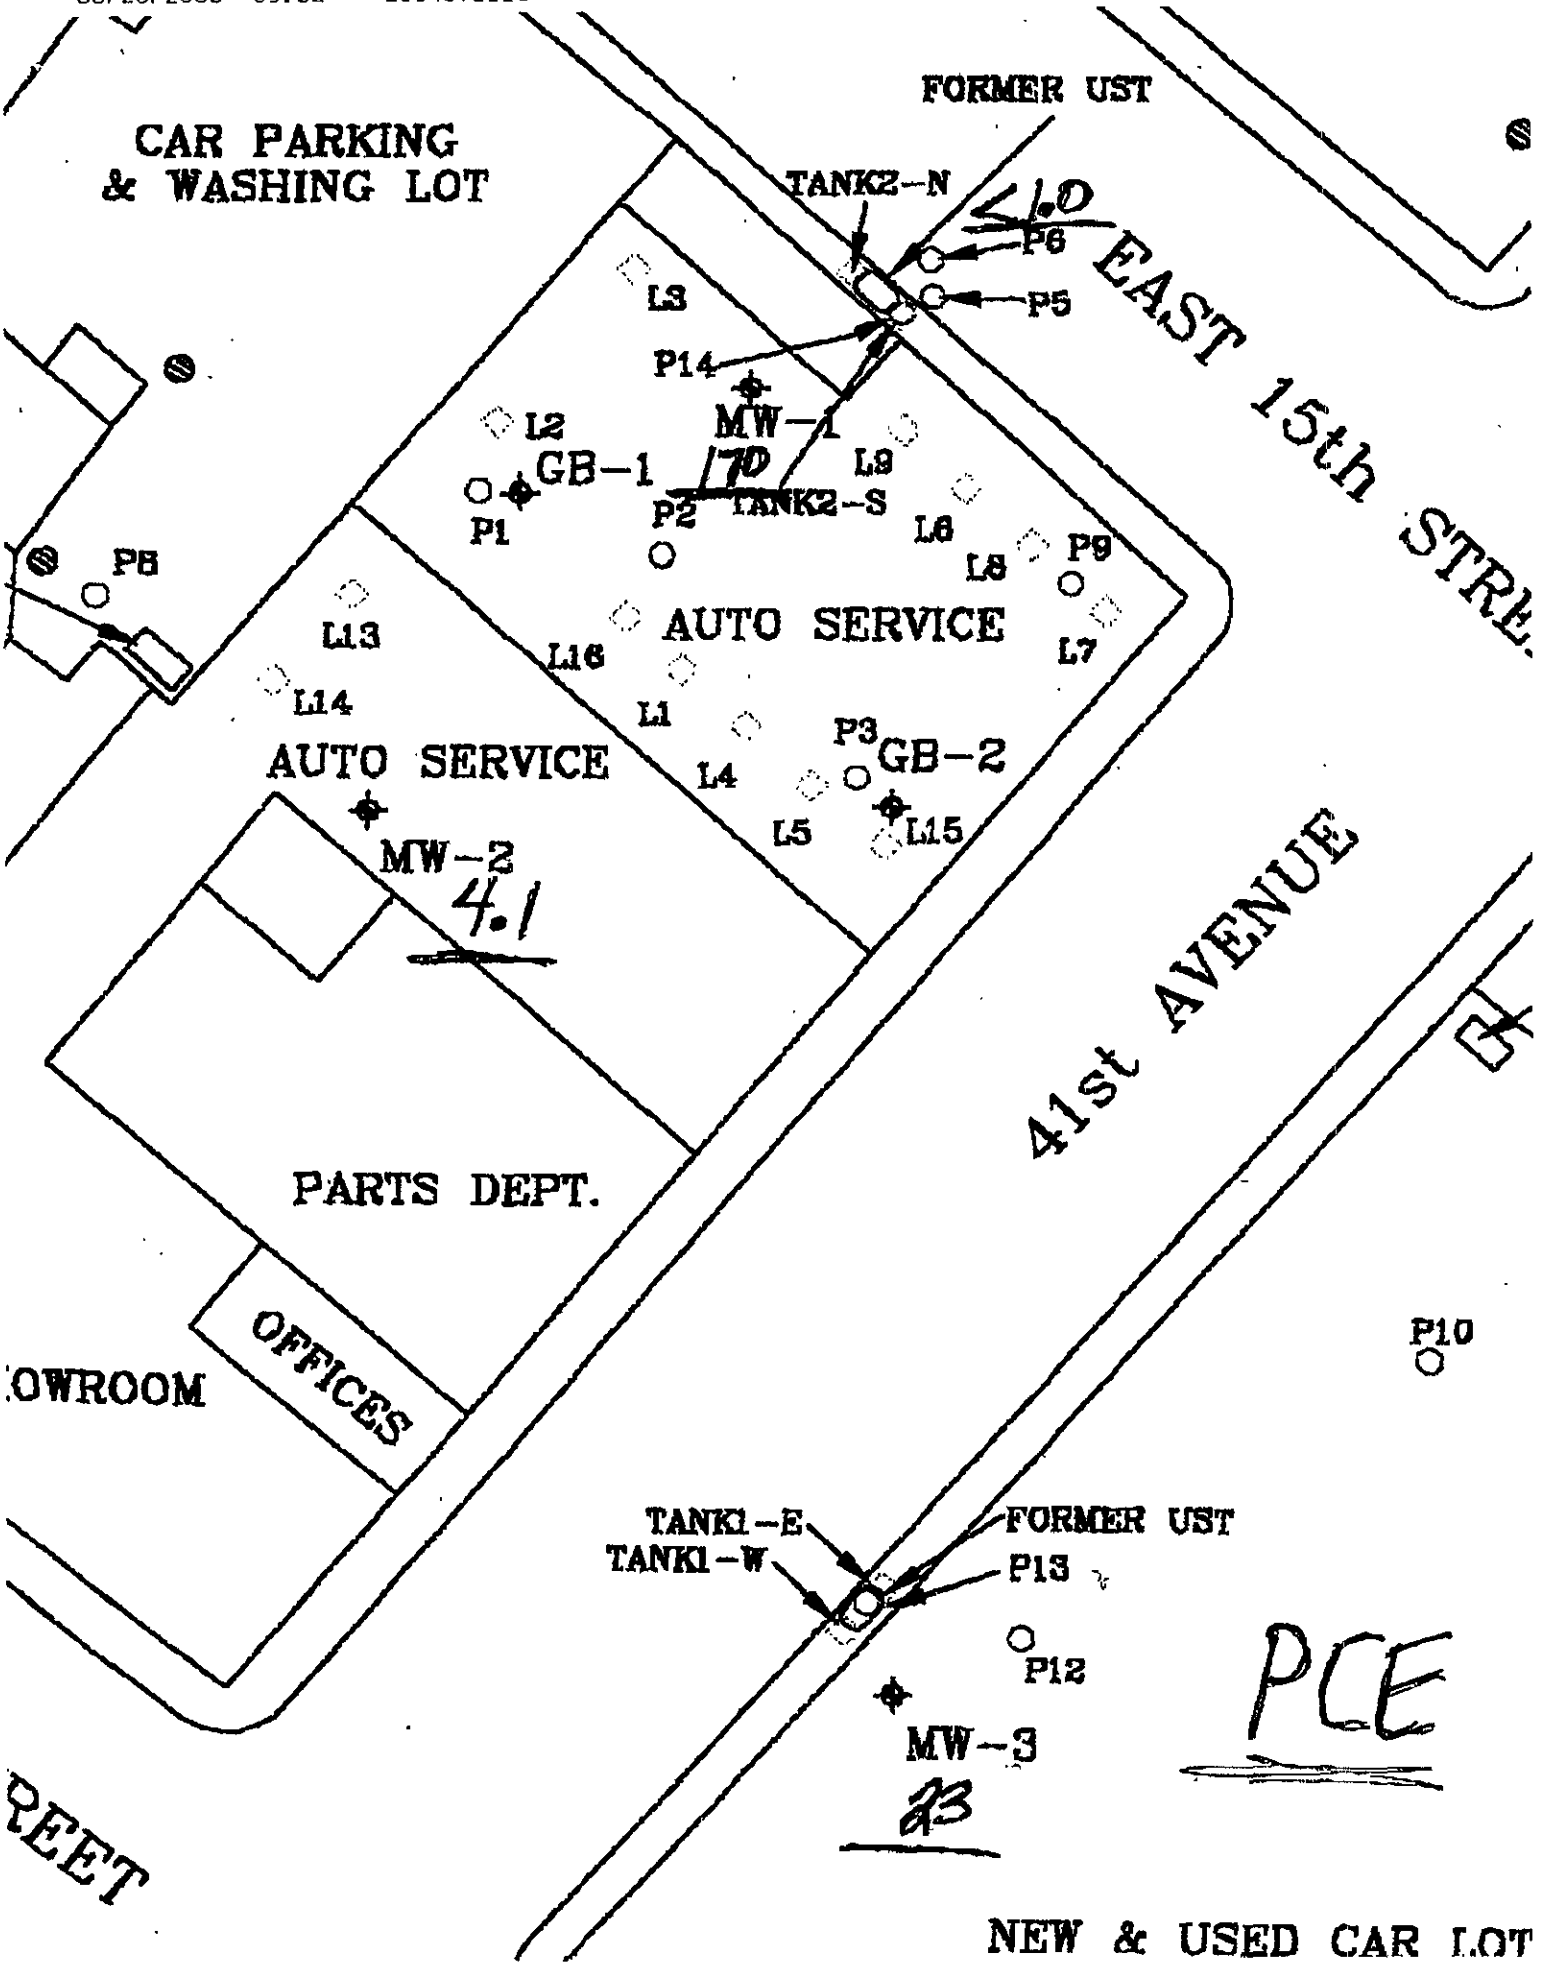 FORMER UST
CAR PARKING
& WASHING LOT
TANK2-N
<1.0
P6
EAST 15th STRE
L3
P5
P14
MW-1
L2
GB-1
170
L9
P1
P2
TANK2-S
L6
L8
P9
P8
L13
L16
AUTO SERVICE
L7
L14
L1
P3
GB-2
AUTO SERVICE
L4
L5
L15
MW-2
4.1
41st AVENUE
PARTS DEPT.
OFFICES
P10
OWROOM
TANK1-E
FORMER UST
TANK1-W
P13
P12
PCE
MW-3
23
REET
NEW & USED CAR LOT